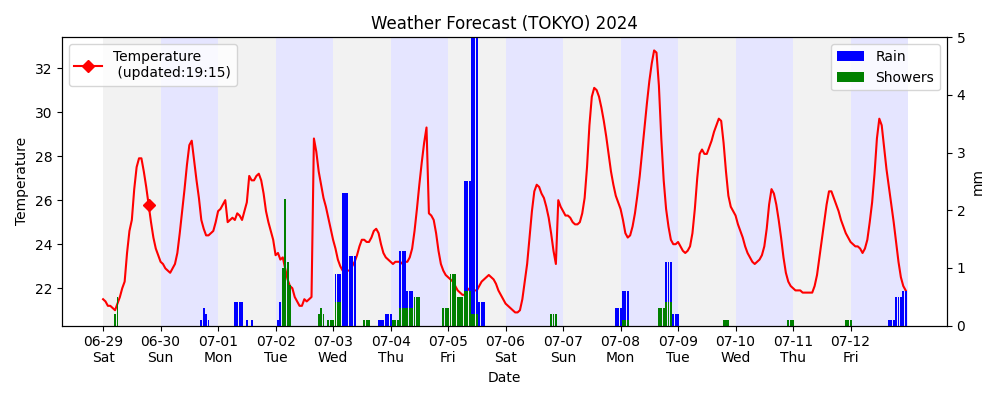 Weather Forecast (TOKYO) 2024
Temperature
(updated:19:15)
Rain
Showers
Temperature
32
30
28
26
24
22
5
4
3
2
1
0
mm
06-29 06-30 07-01 07-02 07-03 07-04 07-05 07-06 07-07 07-08 07-09 07-10 07-11 07-12
Sat Sun Mon Tue Wed Thu Fri Sat Sun Mon Tue Wed Thu Fri
Date